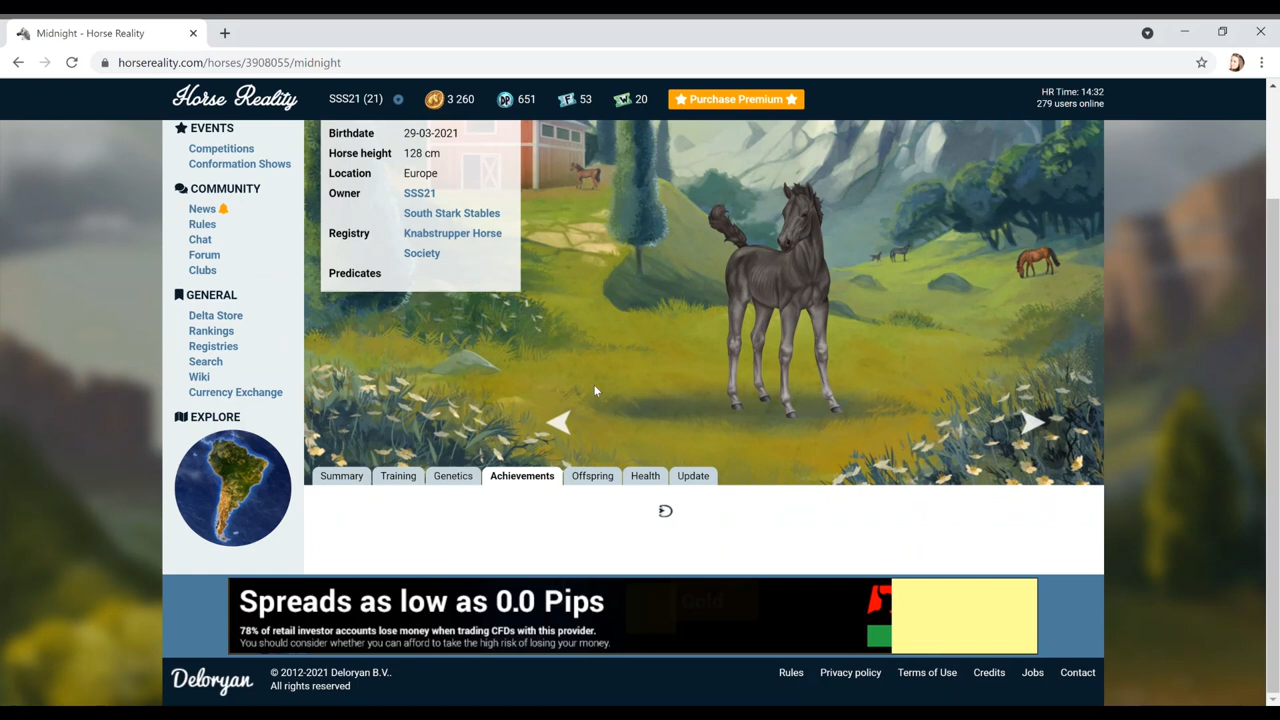 Midnight - Horse Reality
horsereality.com/horses/3908055/midnight
Horse Reality
SSS21 (21)
3 260
DP
651
F
53
W
20
Purchase Premium
HR Time: 14:32
279 users online
EVENTS
Competitions
Conformation Shows
COMMUNITY
News
Rules
Chat
Forum
Clubs
GENERAL
Delta Store
Rankings
Registries
Search
Wiki
Currency Exchange
EXPLORE
Birthdate 29-03-2021
Horse height 128 cm
Location Europe
Owner SSS21
South Stark Stables
Registry Knabstrupper Horse
Society
Predicates
Summary
Training
Genetics
Achievements
Offspring
Health
Update
Spreads as low as 0.0 Pips
78% of retail investor accounts lose money when trading CFDs with this provider.
You should consider whether you can afford to take the high risk of losing your money.
Gold
Deloryan
© 2012-2021 Deloryan B.V..
All rights reserved
Rules
Privacy policy
Terms of Use
Credits
Jobs
Contact